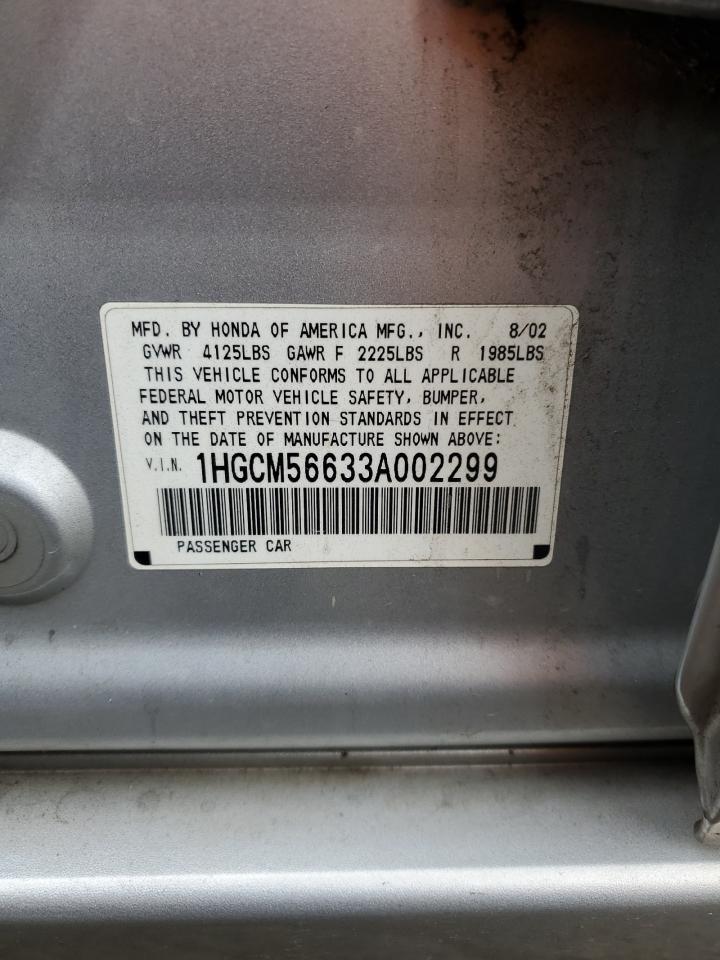 MFD. BY HONDA OF AMERICA MFG., INC. 8/02
GVWR 4125LBS GAWR F 2225LBS R 1985LBS
THIS VEHICLE CONFORMS TO ALL APPLICABLE
FEDERAL MOTOR VEHICLE SAFETY, BUMPER,
AND THEFT PREVENTION STANDARDS IN EFFECT
ON THE DATE OF MANUFACTURE SHOWN ABOVE:
V.I.N. 1HGCM56633A002299
PASSENGER CAR